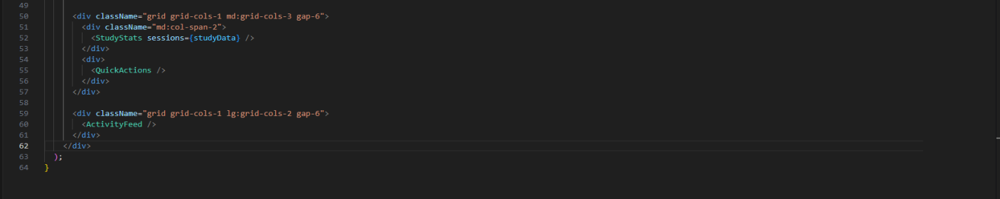 49
50 <div className="grid grid-cols-1 md:grid-cols-3 gap-6">
51 <div className="md:col-span-2">
52 <StudyStats sessions={studyData} />
53 </div>
54 <div>
55 <QuickActions />
56 </div>
57 </div>
58
59 <div className="grid grid-cols-1 lg:grid-cols-2 gap-6">
60 <ActivityFeed />
61 </div>
62 </div>
63 );
64 }